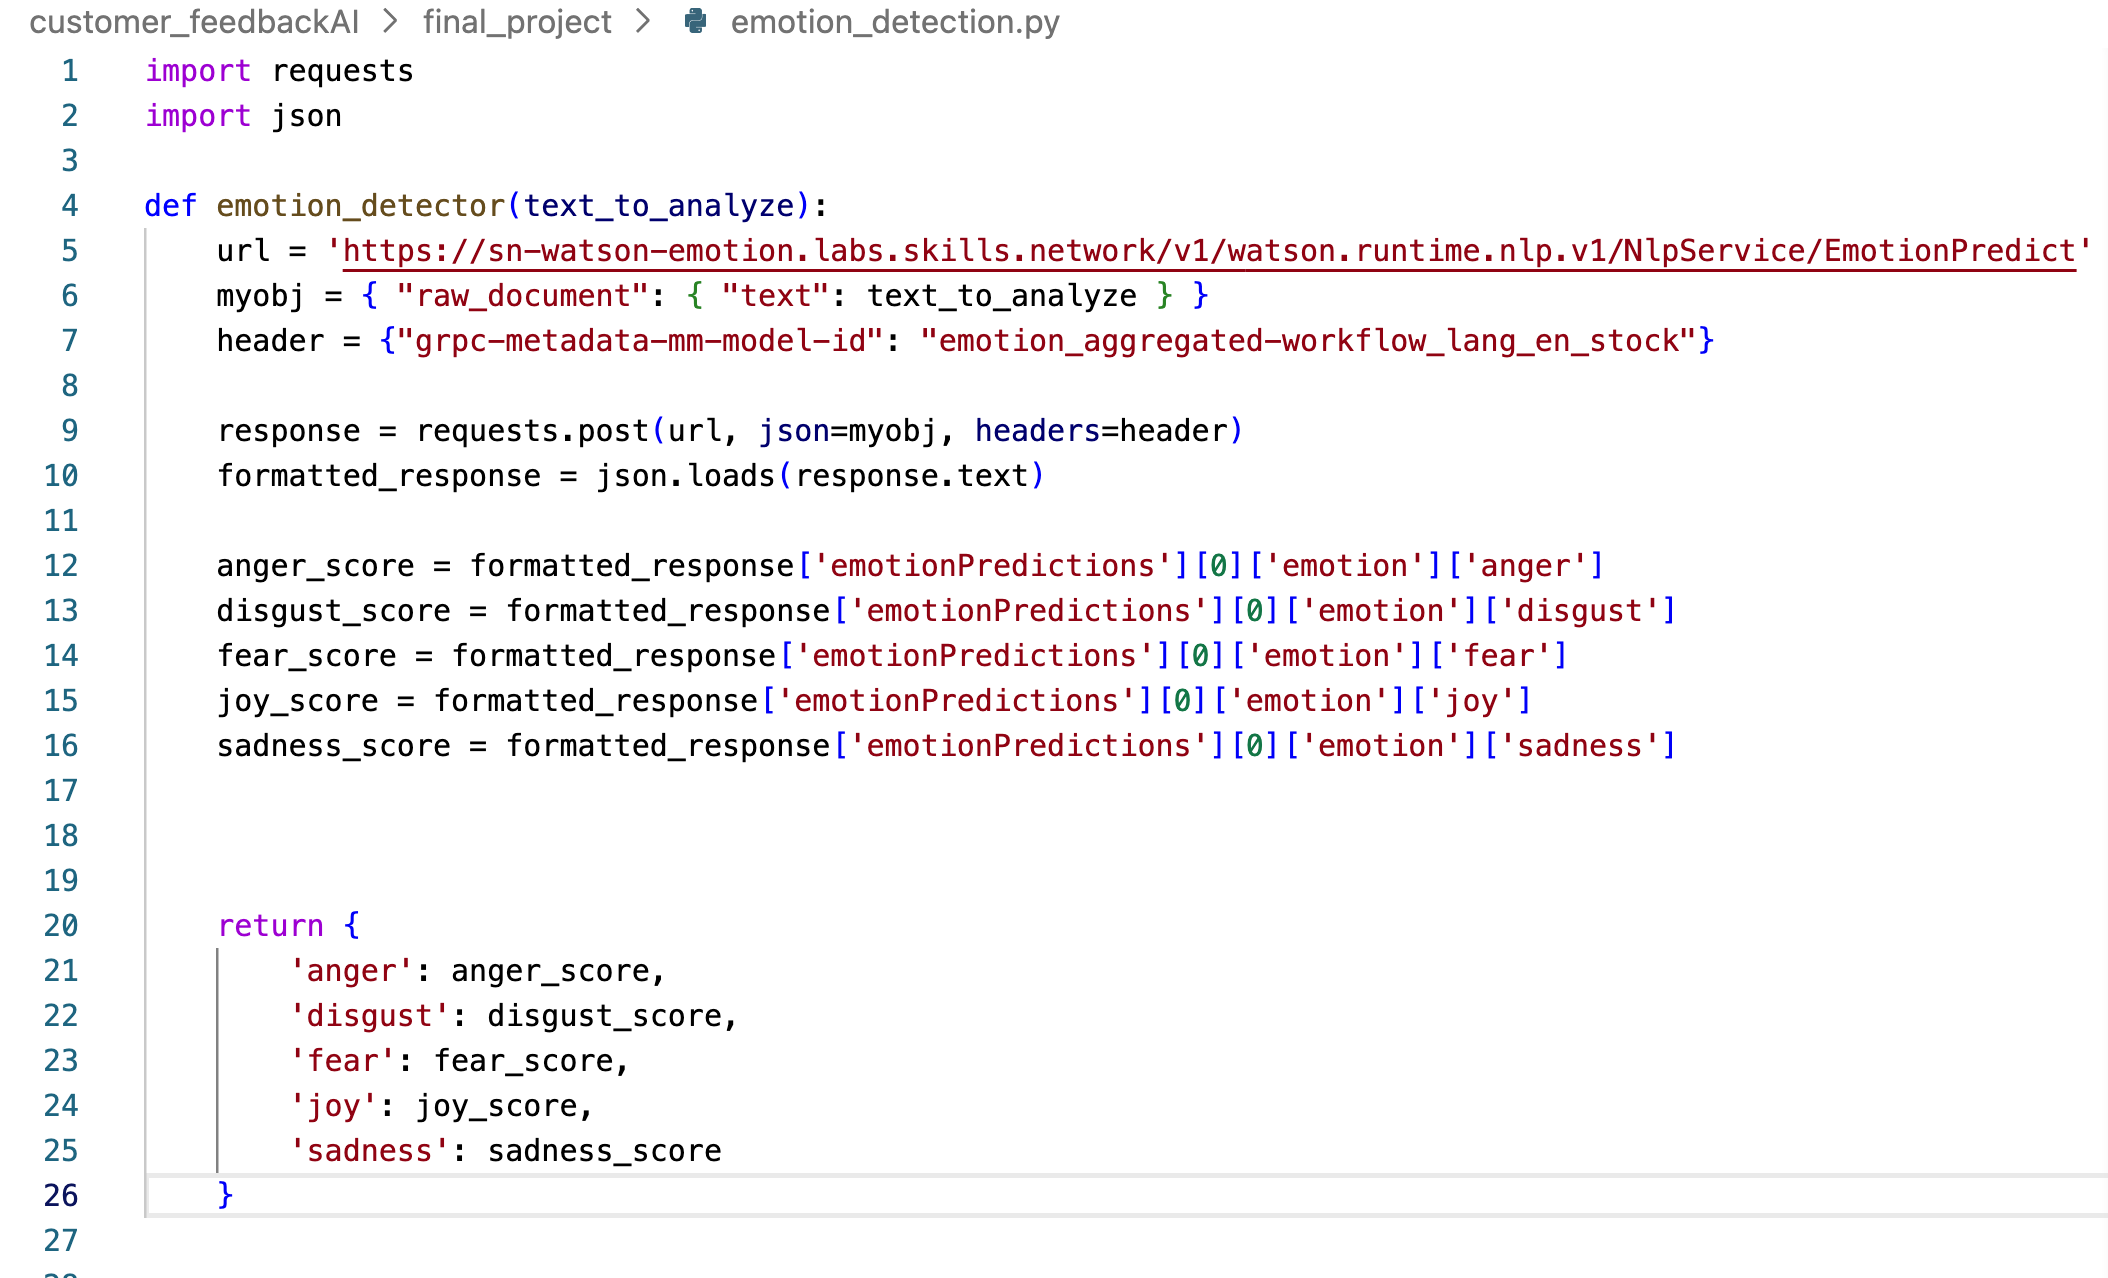 customer_feedbackAI > final_project > emotion_detection.py
1 import requests
2 import json
3
4 def emotion_detector(text_to_analyze):
5     url = 'https://sn-watson-emotion.labs.skills.network/v1/watson.runtime.nlp.v1/NlpService/EmotionPredict'
6     myobj = { "raw_document": { "text": text_to_analyze } }
7     header = {"grpc-metadata-mm-model-id": "emotion_aggregated-workflow_lang_en_stock"}
8
9     response = requests.post(url, json=myobj, headers=header)
10     formatted_response = json.loads(response.text)
11
12     anger_score = formatted_response['emotionPredictions'][0]['emotion']['anger']
13     disgust_score = formatted_response['emotionPredictions'][0]['emotion']['disgust']
14     fear_score = formatted_response['emotionPredictions'][0]['emotion']['fear']
15     joy_score = formatted_response['emotionPredictions'][0]['emotion']['joy']
16     sadness_score = formatted_response['emotionPredictions'][0]['emotion']['sadness']
17
18
19
20     return {
21         'anger': anger_score,
22         'disgust': disgust_score,
23         'fear': fear_score,
24         'joy': joy_score,
25         'sadness': sadness_score
26     }
27